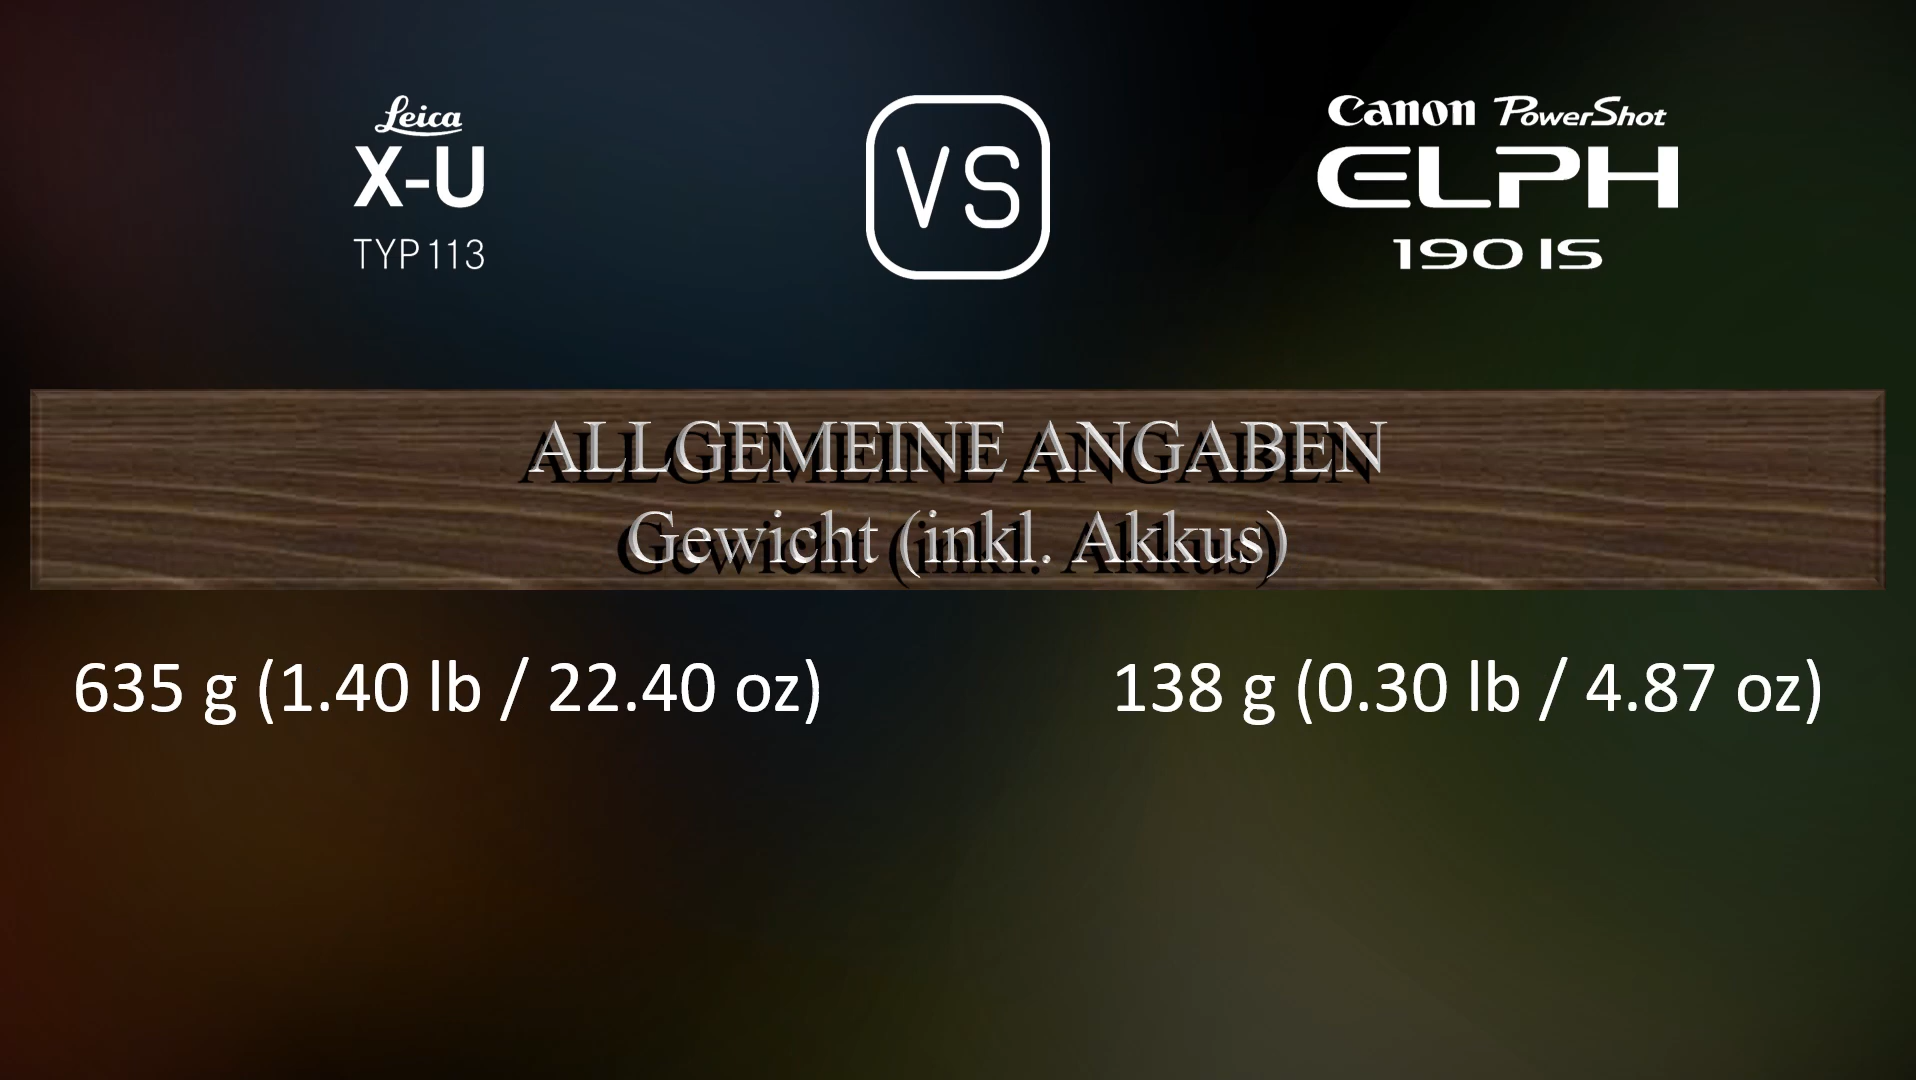 Leica
X-U
TYP 113
VS
Canon PowerShot
ELPH
190 IS
ALLGEMEINE ANGABEN
Gewicht (inkl. Akkus)
635 g (1.40 lb / 22.40 oz)
138 g (0.30 lb / 4.87 oz)